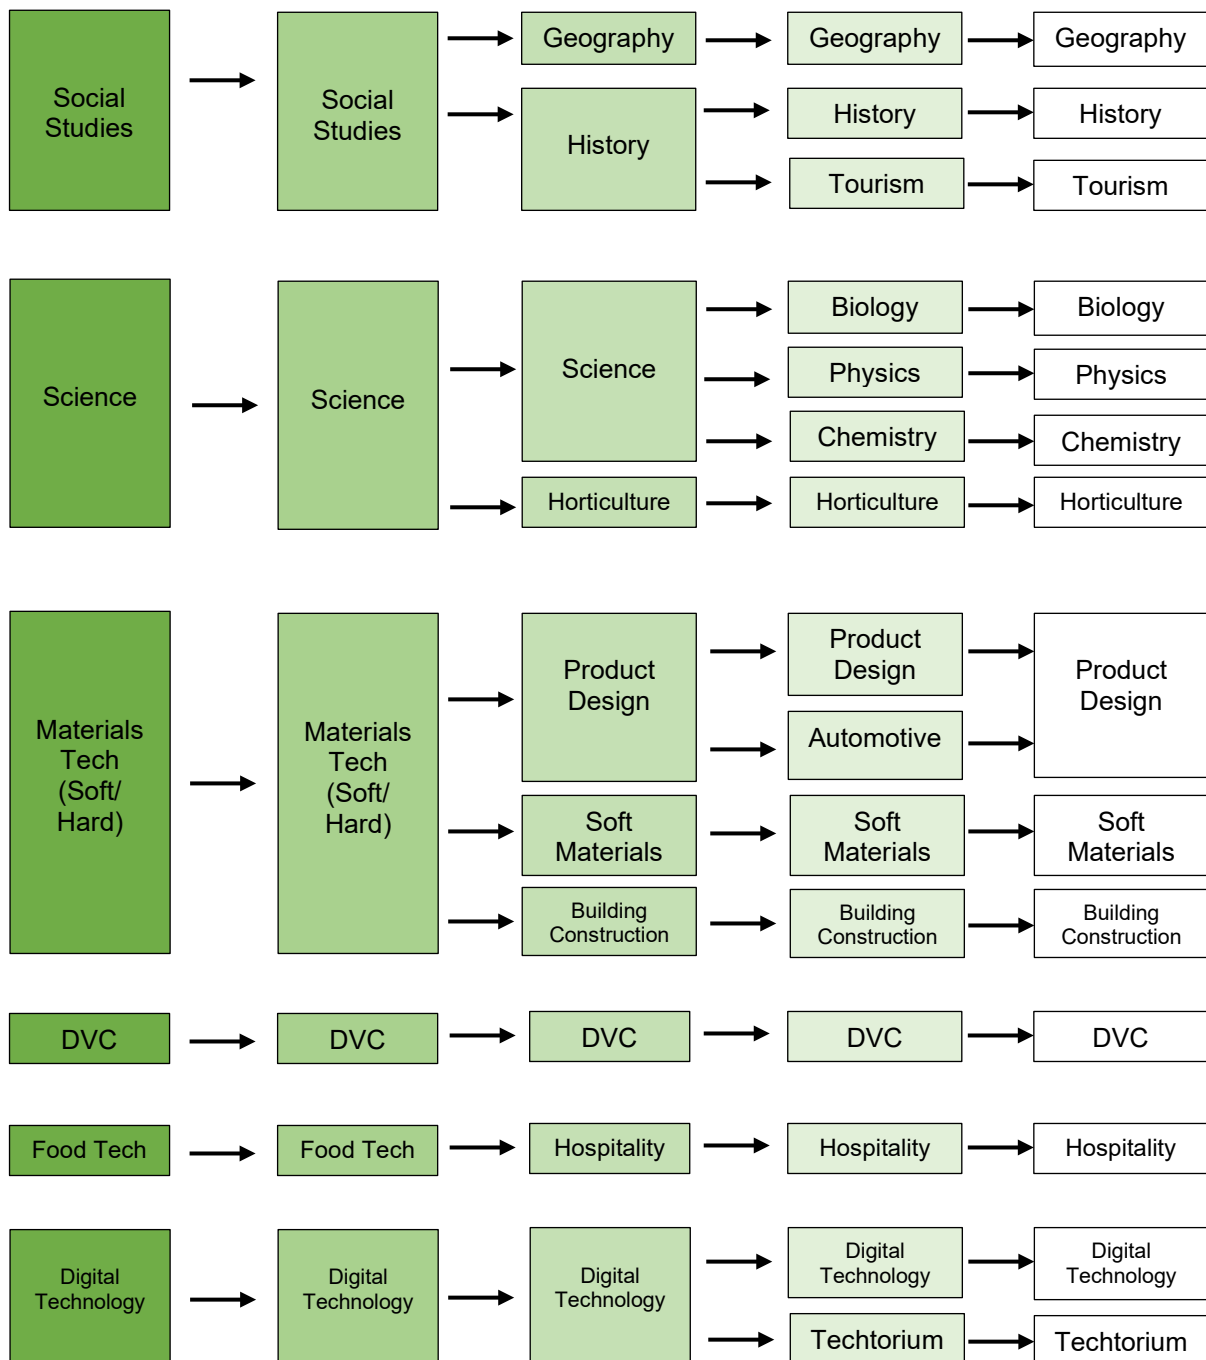 Social
Studies
Social
Studies
Geography
Geography
Geography
History
History
History
Tourism
Tourism
Science
Science
Science
Biology
Biology
Physics
Physics
Chemistry
Chemistry
Horticulture
Horticulture
Horticulture
Materials
Tech
(Soft/
Hard)
Materials
Tech
(Soft/
Hard)
Product
Design
Product
Design
Product
Design
Automotive
Soft
Materials
Soft
Materials
Soft
Materials
Building
Construction
Building
Construction
Building
Construction
DVC
DVC
DVC
DVC
DVC
Food Tech
Food Tech
Hospitality
Hospitality
Hospitality
Digital
Technology
Digital
Technology
Digital
Technology
Digital
Technology
Digital
Technology
Techtorium
Techtorium